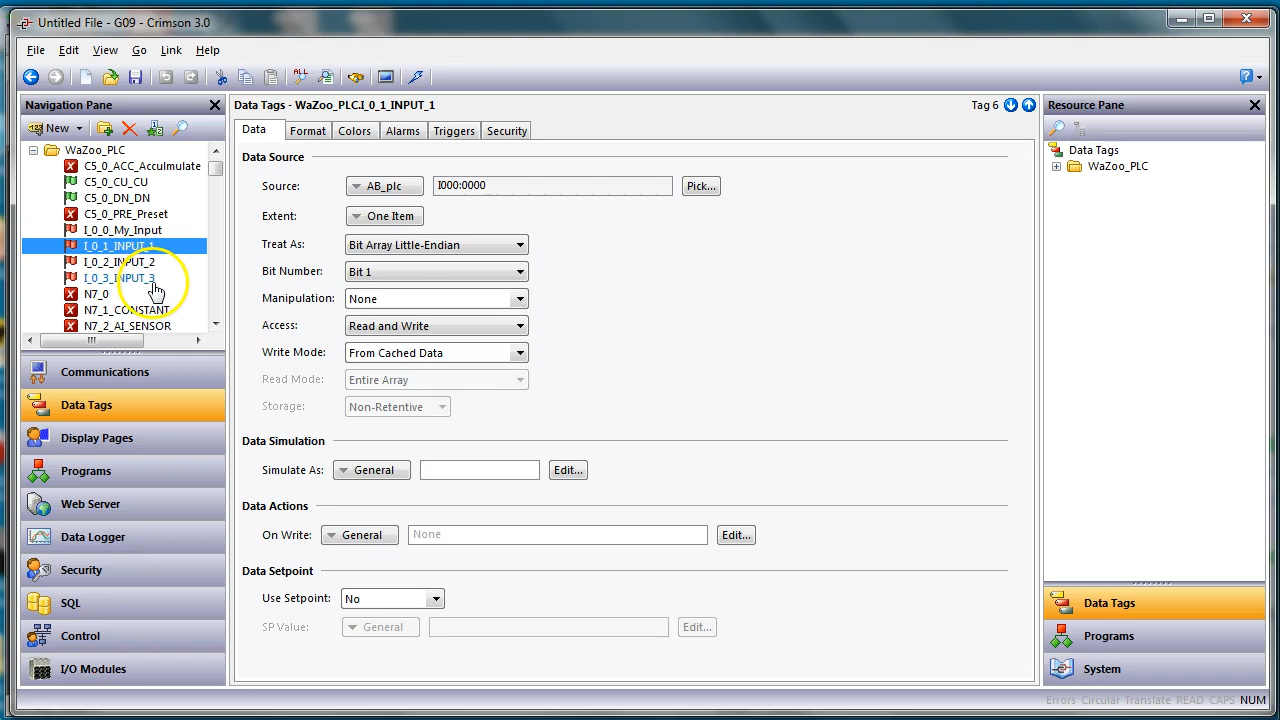 Untitled File - G09 - Crimson 3.0
File Edit View Go Link Help
Navigation Pane
New
WaZoo_PLC
C5_0_ACC_Acculmulate
C5_0_CU_CU
C5_0_DN_DN
C5_0_PRE_Preset
I_0_0_My_Input
I_0_1_INPUT_1
I_0_2_INPUT_2
I_0_3_INPUT_3
N7_0
N7_1_CONSTANT
N7_2_AI_SENSOR
Communications
Data Tags
Display Pages
Programs
Web Server
Data Logger
Security
SQL
Control
I/O Modules
Data Tags - WaZoo_PLC.I_0_1_INPUT_1 Tag 6
Data Format Colors Alarms Triggers Security
Data Source
Source: AB_plc I000:0000 Pick...
Extent: One Item
Treat As: Bit Array Little-Endian
Bit Number: Bit 1
Manipulation: None
Access: Read and Write
Write Mode: From Cached Data
Read Mode: Entire Array
Storage: Non-Retentive
Data Simulation
Simulate As: General Edit...
Data Actions
On Write: General None Edit...
Data Setpoint
Use Setpoint: No
SP Value: General Edit...
Resource Pane
Data Tags
WaZoo_PLC
Data Tags
Programs
System
Errors Circular Translate READ CAPS NUM